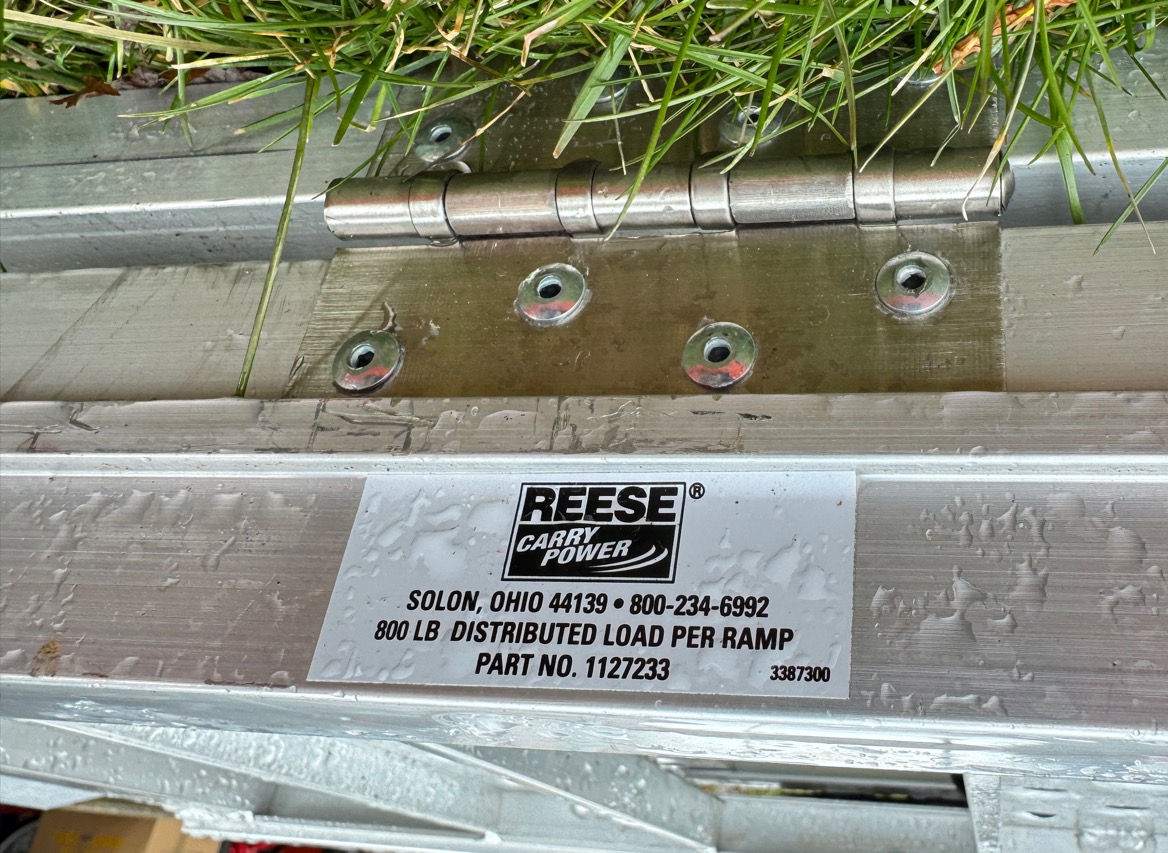 REESE®
CARRY
POWER
SOLON, OHIO 44139 • 800-234-6992
800 LB DISTRIBUTED LOAD PER RAMP
PART NO. 1127233 3387300